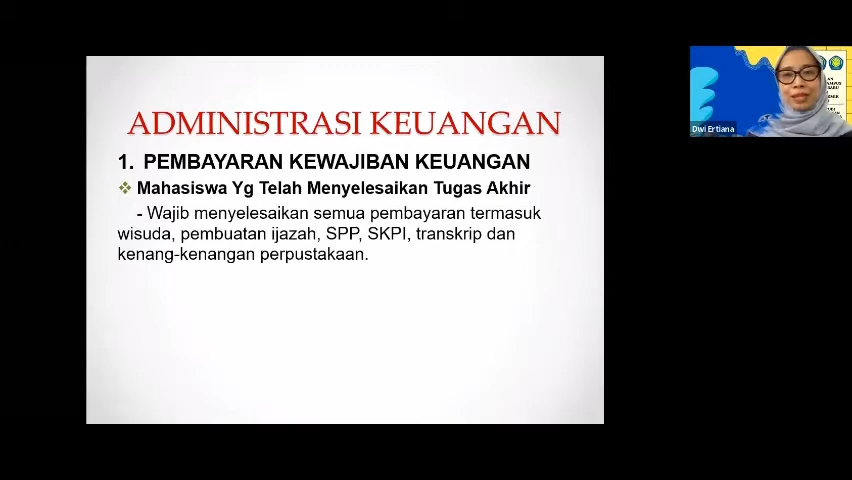 ADMINISTRASI KEUANGAN
1. PEMBAYARAN KEWAJIBAN KEUANGAN
❖ Mahasiswa Yg Telah Menyelesaikan Tugas Akhir
- Wajib menyelesaikan semua pembayaran termasuk
wisuda, pembuatan ijazah, SPP, SKPI, transkrip dan
kenang-kenangan perpustakaan.
Dwi Ertiana